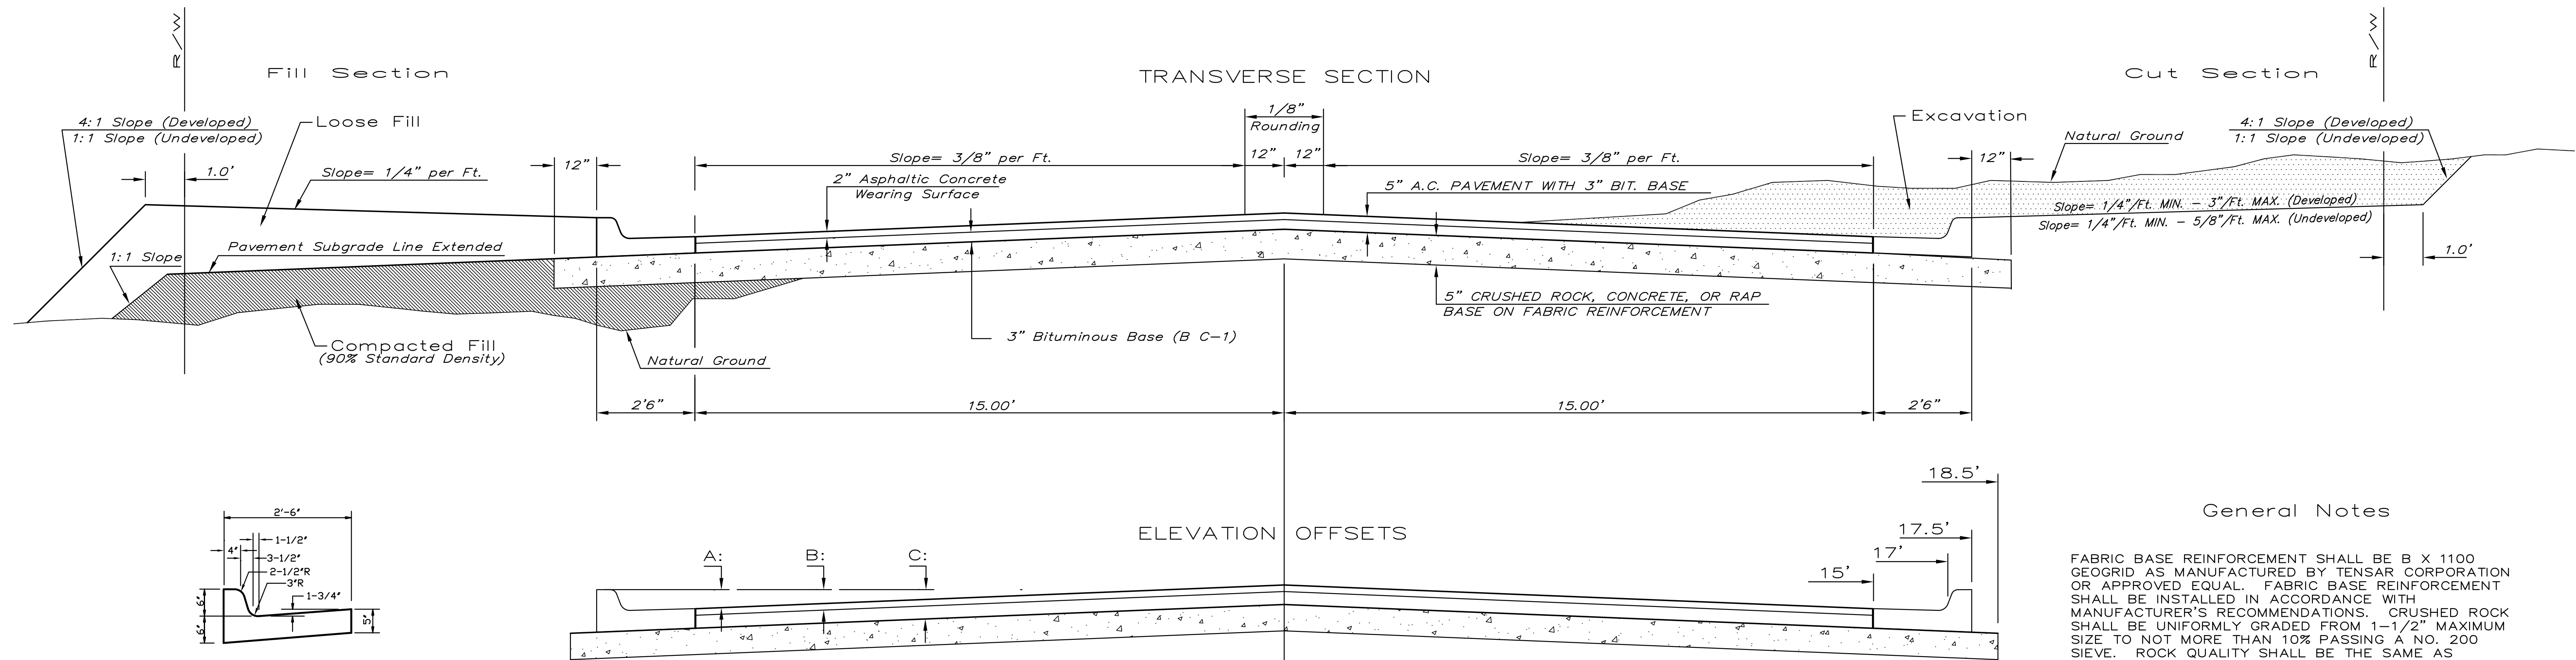 R/W
Fill Section
TRANSVERSE SECTION
Cut Section
R/W
4:1 Slope (Developed)
1:1 Slope (Undeveloped)
Loose Fill
1/8"
Rounding
Excavation
Natural Ground
4:1 Slope (Developed)
1:1 Slope (Undeveloped)
1.0'
Slope= 1/4" per Ft.
12"
Slope= 3/8" per Ft.
12"
12"
Slope= 3/8" per Ft.
12"
2" Asphaltic Concrete
Wearing Surface
5" A.C. PAVEMENT WITH 3" BIT. BASE
Slope= 1/4"/Ft. MIN. - 3"/Ft. MAX. (Developed)
Slope= 1/4"/Ft. MIN. - 5/8"/Ft. MAX. (Undeveloped)
Pavement Subgrade Line Extended
1:1 Slope
1.0'
5" CRUSHED ROCK, CONCRETE, OR RAP
BASE ON FABRIC REINFORCEMENT
3" Bituminous Base (B C-1)
Compacted Fill
(90% Standard Density)
Natural Ground
2'6"
15.00'
15.00'
2'6"
18.5'
2'-6"
1-1/2"
4"
3-1/2"
2-1/2"R
3"R
1-3/4"
6"
6"
5"
ELEVATION OFFSETS
A:
B:
C:
17.5'
17'
15'
General Notes
FABRIC BASE REINFORCEMENT SHALL BE B X 1100
GEOGRID AS MANUFACTURED BY TENSAR CORPORATION
OR APPROVED EQUAL. FABRIC BASE REINFORCEMENT
SHALL BE INSTALLED IN ACCORDANCE WITH
MANUFACTURER'S RECOMMENDATIONS. CRUSHED ROCK
SHALL BE UNIFORMLY GRADED FROM 1-1/2" MAXIMUM
SIZE TO NOT MORE THAN 10% PASSING A NO. 200
SIEVE. ROCK QUALITY SHALL BE THE SAME AS